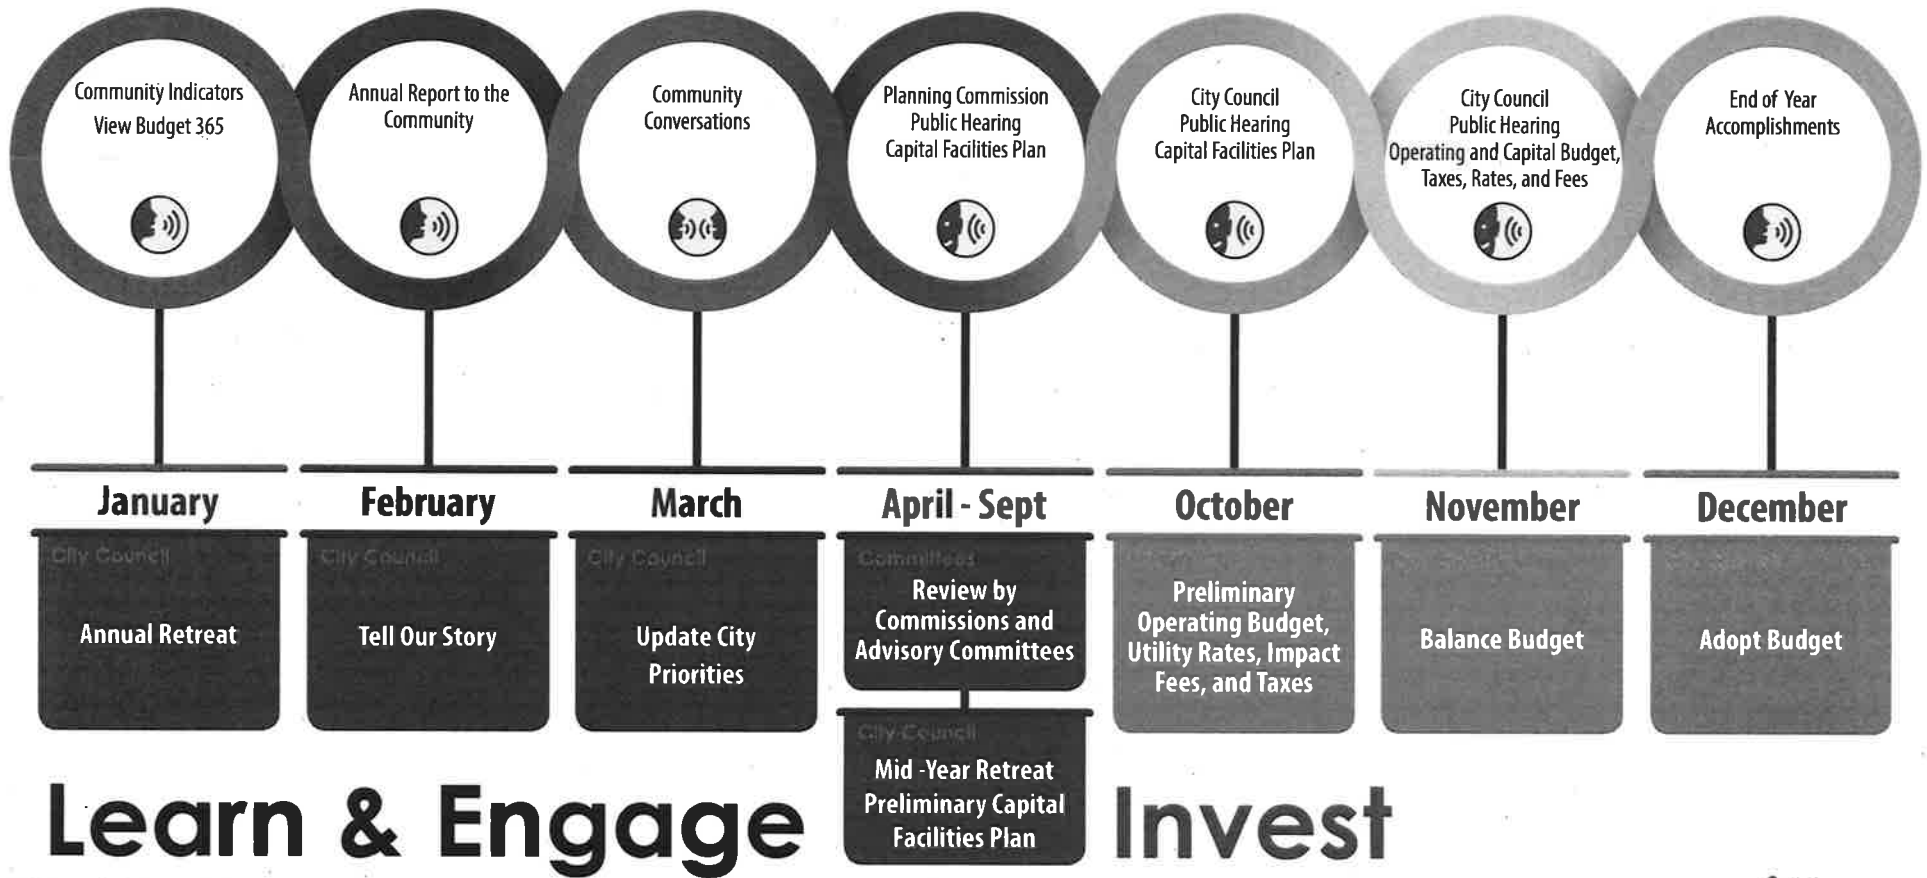 Community Indicators
View Budget 365
Annual Report to the
Community
Community
Conversations
Planning Commission
Public Hearing
Capital Facilities Plan
City Council
Public Hearing
Capital Facilities Plan
City Council
Public Hearing
Operating and Capital Budget,
Taxes, Rates, and Fees
End of Year
Accomplishments
January
February
March
April - Sept
October
November
December
City Council
Annual Retreat
City Council
Tell Our Story
City Council
Update City
Priorities
Committees
Review by
Commissions and
Advisory Committees
City Council
Mid -Year Retreat
Preliminary Capital
Facilities Plan
Preliminary
Operating Budget,
Utility Rates, Impact
Fees, and Taxes
Balance Budget
Adopt Budget
Learn & Engage
Invest